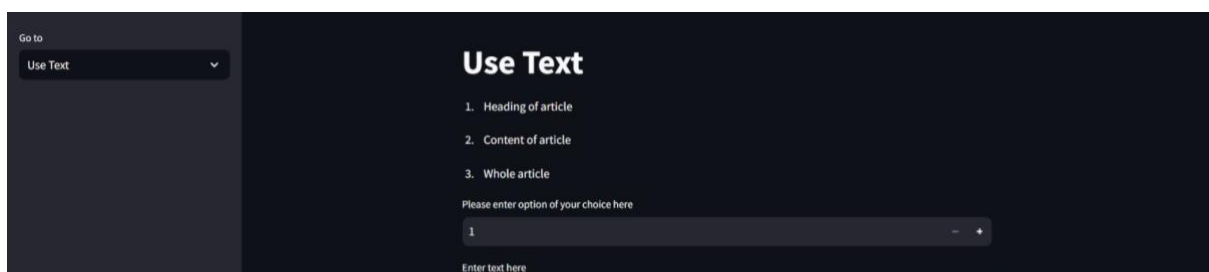 Go to
Use Text
Use Text
1. Heading of article
2. Content of article
3. Whole article
Please enter option of your choice here
1
Enter text here